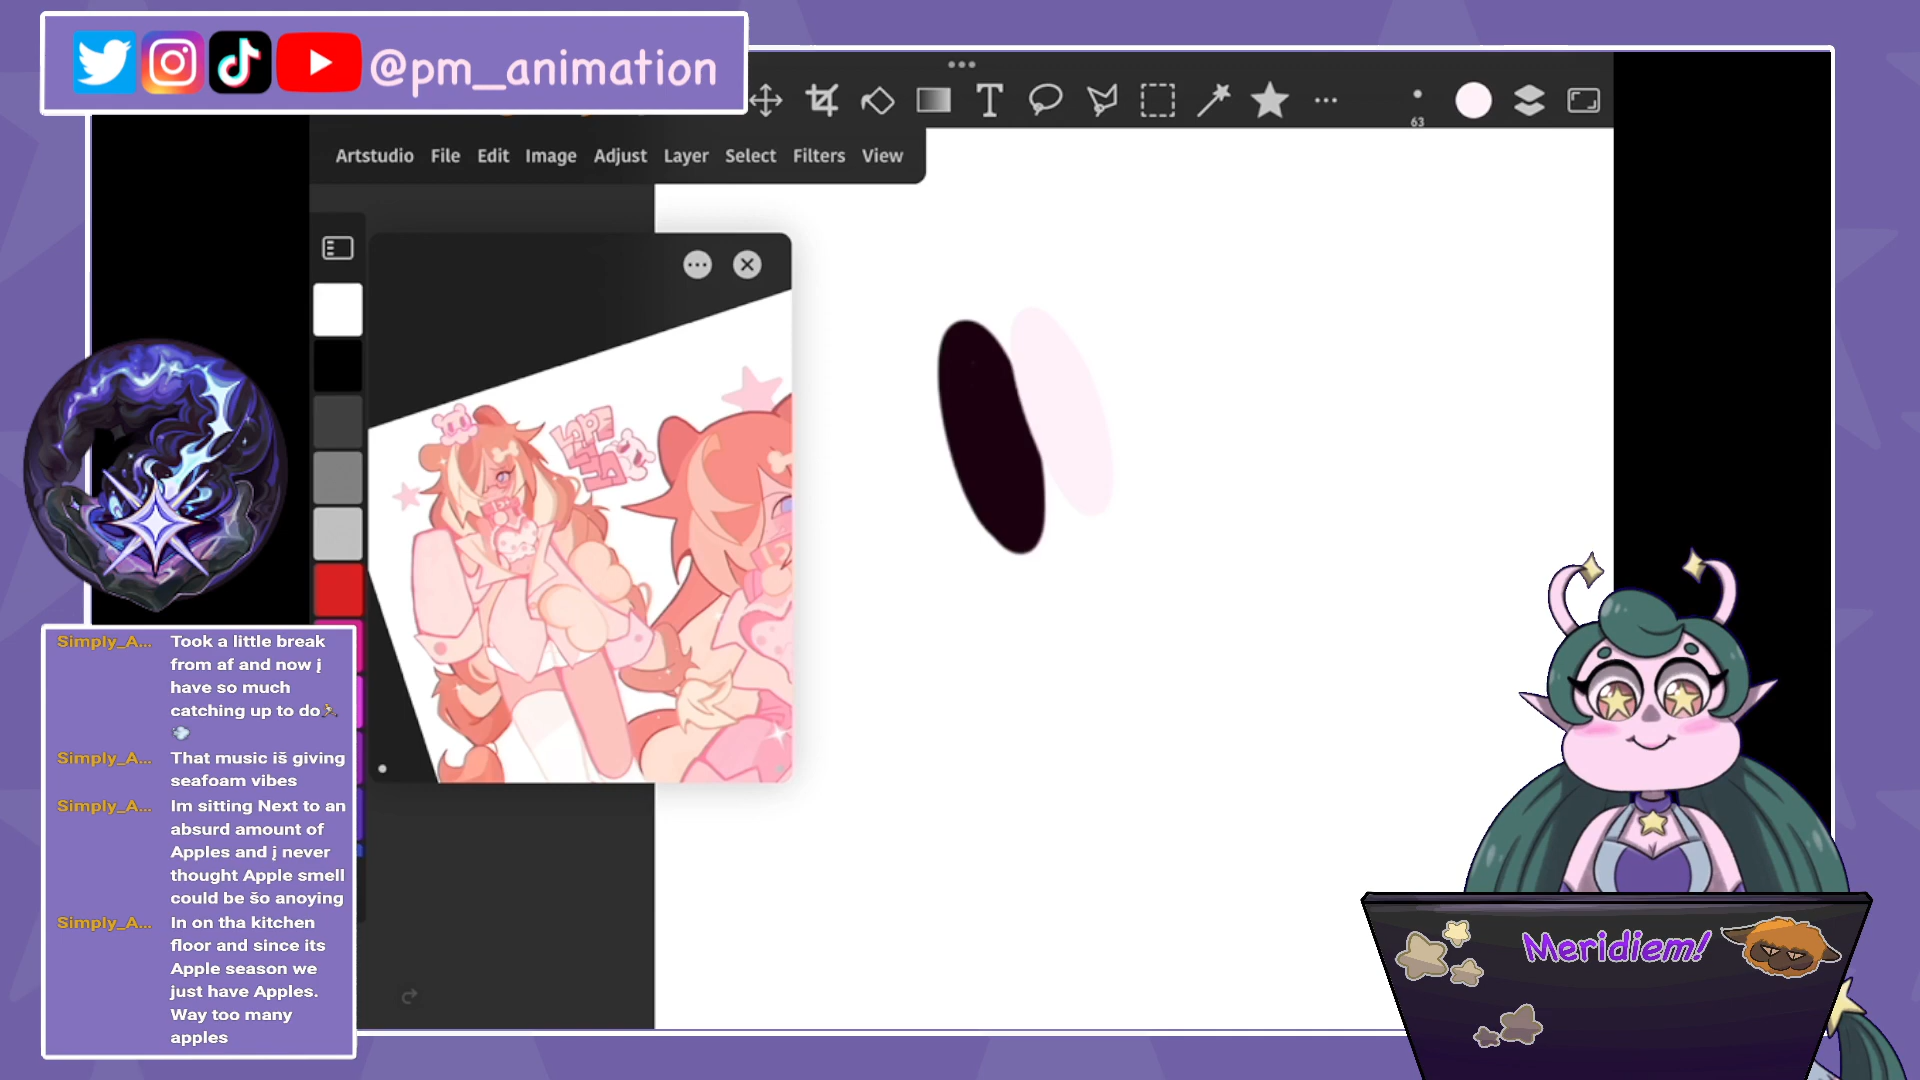 @pm_animation
63
Artstudio File Edit Image Adjust Layer Select Filters View
Simply_A... Took a little break
from af and now į
have so much
catching up to do
Simply_A... That music iš giving
seafoam vibes
Simply_A... Im sitting Next to an
absurd amount of
Apples and į never
thought Apple smell
could be šo anoying
Simply_A... In on tha kitchen
floor and since its
Apple season we
just have Apples.
Way too many
apples
Meridiem!